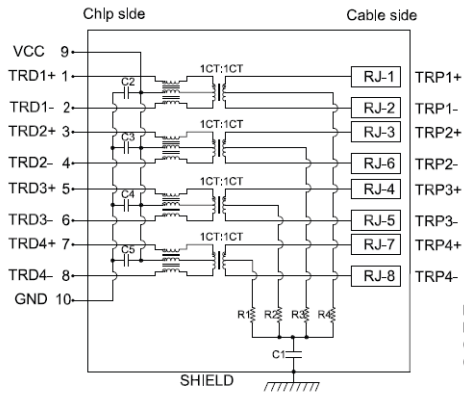 Chip side Cable side
VCC 9
1CT:1CT
TRD1+ 1 RJ-1 TRP1+
C2
TRD1- 2 RJ-2 TRP1-
1CT:1CT
TRD2+ 3 RJ-3 TRP2+
C3
TRD2- 4 RJ-6 TRP2-
1CT:1CT
TRD3+ 5 RJ-4 TRP3+
C4
TRD3- 6 RJ-5 TRP3-
1CT:1CT
TRD4+ 7 RJ-7 TRP4+
C5
TRD4- 8 RJ-8 TRP4-
GND 10
R1 R2 R3 R4
C1
SHIELD